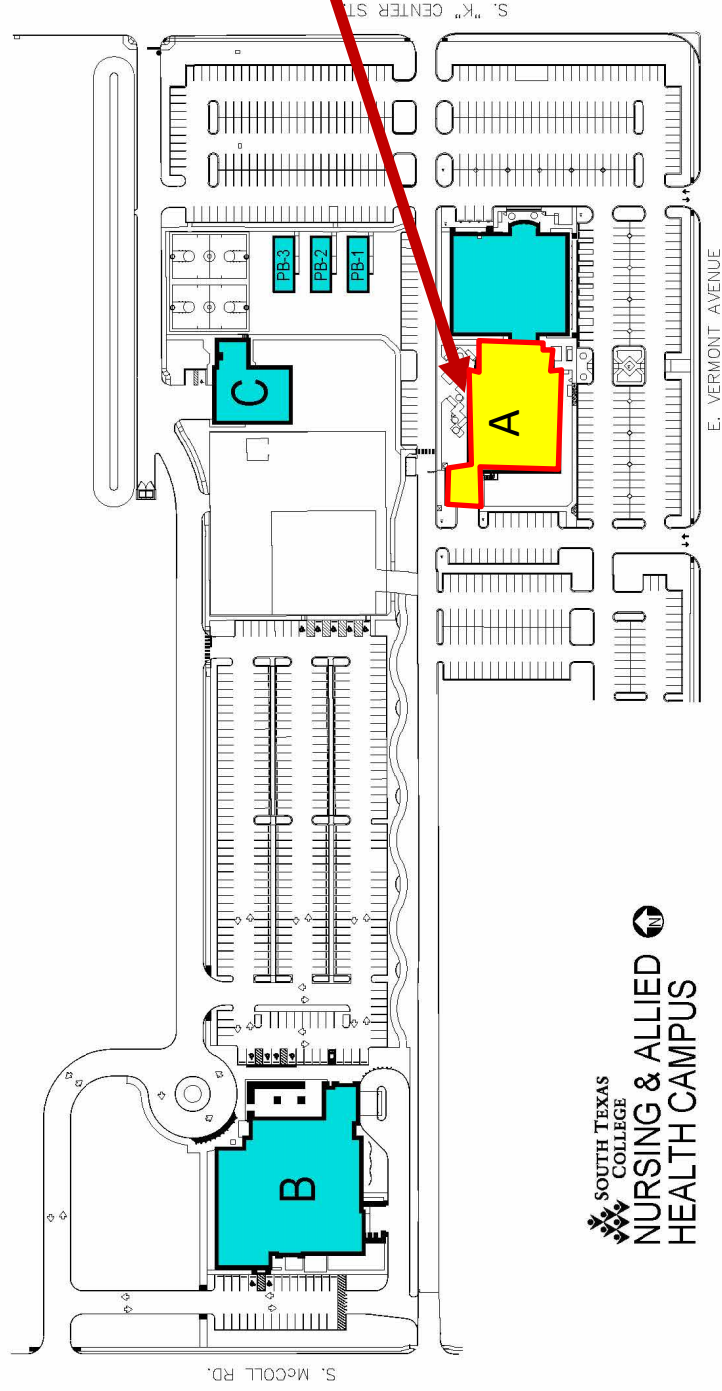 S. "K" CENTER ST.
PB-3
PB-2
PB-1
C
A
E. VERMONT AVENUE
B
SOUTH TEXAS
COLLEGE
NURSING & ALLIED
HEALTH CAMPUS
N
S. McCOLL RD.